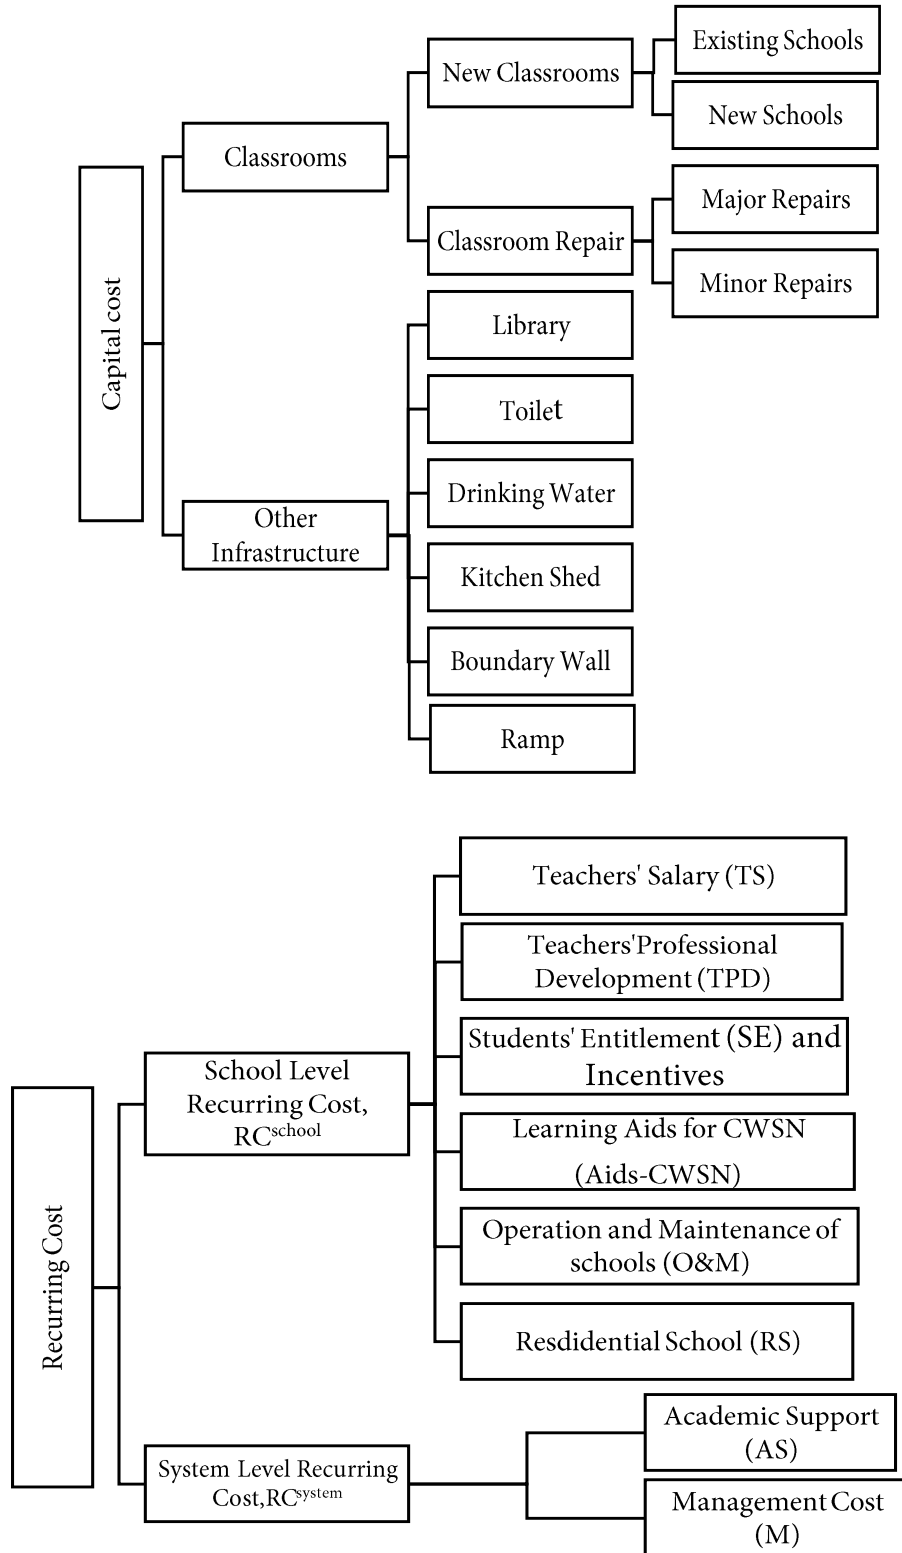 Capital cost
Classrooms
New Classrooms
Existing Schools
New Schools
Classroom Repair
Major Repairs
Minor Repairs
Other
Infrastructure
Library
Toilet
Drinking Water
Kitchen Shed
Boundary Wall
Ramp
Recurring Cost
School Level
Recurring Cost,
RCschool
Teachers' Salary (TS)
Teachers'Professional
Development (TPD)
Students' Entitlement (SE) and
Incentives
Learning Aids for CWSN
(Aids-CWSN)
Operation and Maintenance of
schools (O&M)
Resdidential School (RS)
System Level Recurring
Cost,RCsystem
Academic Support
(AS)
Management Cost
(M)